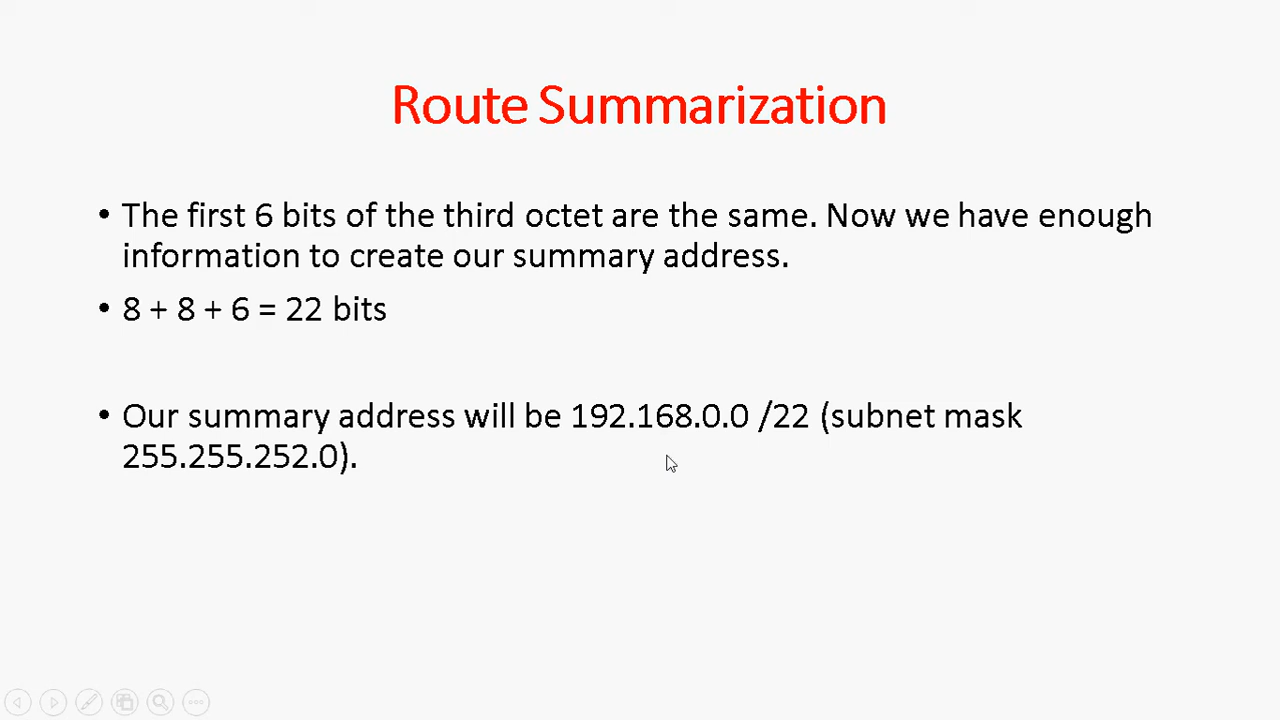 Route Summarization
• The first 6 bits of the third octet are the same. Now we have enough
information to create our summary address.
• 8 + 8 + 6 = 22 bits
• Our summary address will be 192.168.0.0 /22 (subnet mask
255.255.252.0).